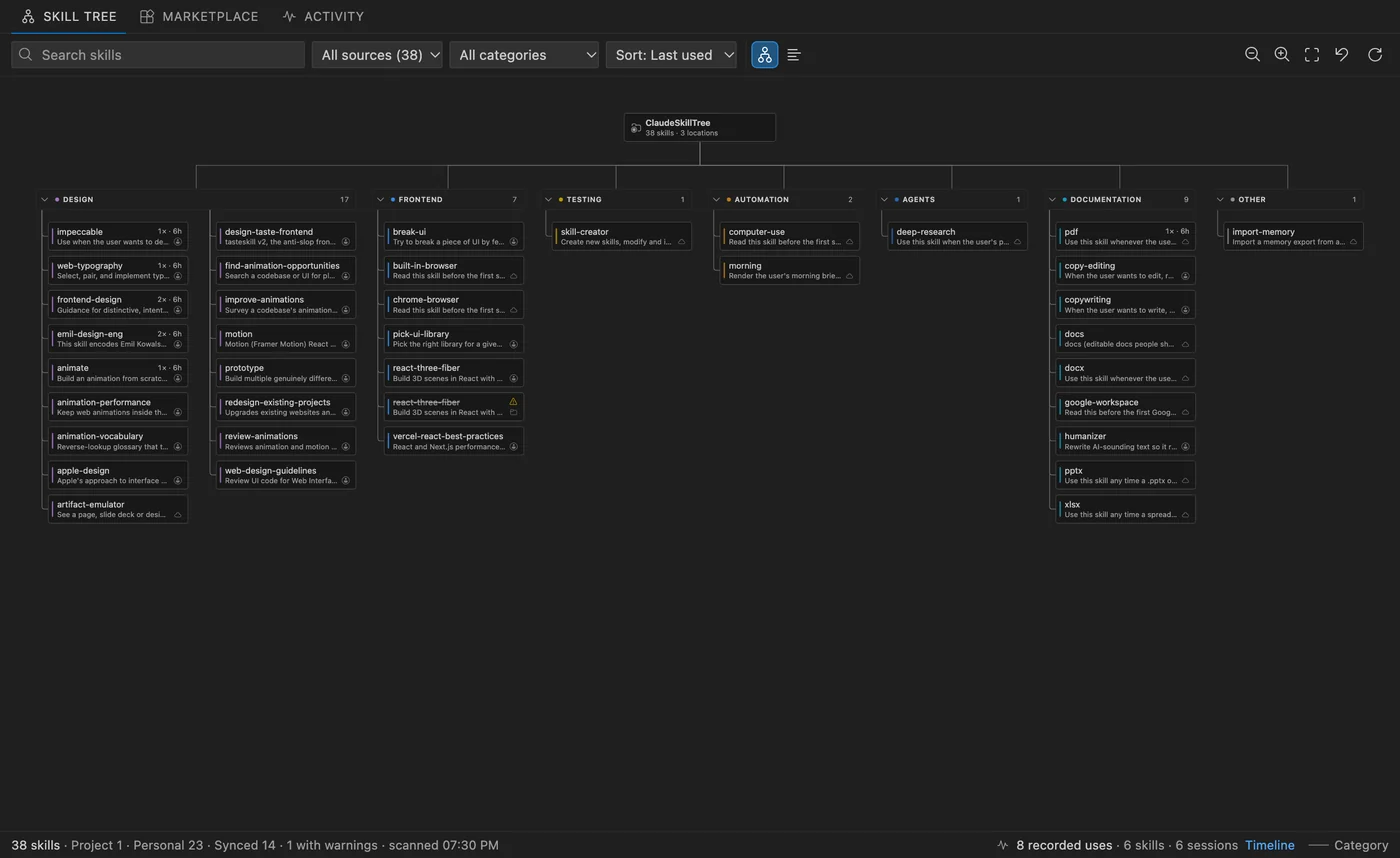 SKILL TREE
MARKETPLACE
ACTIVITY
Search skills
All sources (38)
All categories
Sort: Last used
ClaudeSkillTree
38 skills · 3 locations
DESIGN 17
impeccable 1× · 6h
Use when the user wants to de...
web-typography 1× · 6h
Select, pair, and implement typ...
frontend-design 2× · 6h
Guidance for distinctive, intent...
emil-design-eng 2× · 6h
This skill encodes Emil Kowals...
animate 1× · 6h
Build an animation from scratc...
animation-performance
Keep web animations inside th...
animation-vocabulary
Reverse-lookup glossary that t...
apple-design
Apple's approach to interface ...
artifact-emulator
See a page, slide deck or desi...
design-taste-frontend
tasteskill v2, the anti-slop fron...
find-animation-opportunities
Search a codebase or UI for pl...
improve-animations
Survey a codebase's animation...
motion
Motion (Framer Motion) React ...
prototype
Build multiple genuinely differe...
redesign-existing-projects
Upgrades existing websites an...
review-animations
Reviews animation and motion ...
web-design-guidelines
Review UI code for Web Interfa...
FRONTEND 7
break-ui
Try to break a piece of UI by fe...
built-in-browser
Read this skill before the first s...
chrome-browser
Read this skill before the first s...
pick-ui-library
Pick the right library for a give...
react-three-fiber
Build 3D scenes in React with ...
react-three-fiber
Build 3D scenes in React with ...
vercel-react-best-practices
React and Next.js performance...
TESTING 1
skill-creator
Create new skills, modify and i...
AUTOMATION 2
computer-use
Read this skill before the first s...
morning
Render the user's morning brie...
AGENTS 1
deep-research
Use this skill when the user's p...
DOCUMENTATION 9
pdf 1× · 6h
Use this skill whenever the use...
copy-editing
When the user wants to edit, r...
copywriting
When the user wants to write, ...
docs
docs (editable docs people sh...
docx
Use this skill whenever the use...
google-workspace
Read this before the first Goog...
humanizer
Rewrite AI-sounding text so it r...
pptx
Use this skill any time a .pptx o...
xlsx
Use this skill any time a spread...
OTHER 1
import-memory
Import a memory export from a...
38 skills · Project 1 · Personal 23 · Synced 14 · 1 with warnings · scanned 07:30 PM
8 recorded uses · 6 skills · 6 sessions Timeline
Category